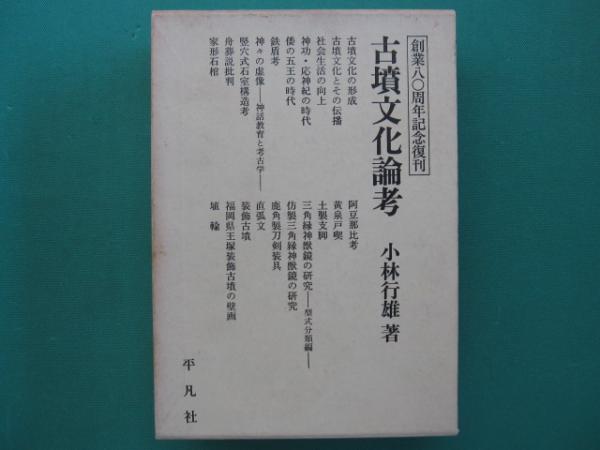 創業八〇周年記念復刊
古墳文化論考
小林行雄 著
古墳文化の形成
古墳文化とその伝播
社会生活の向上
神功・応神紀の時代
倭の五王の時代
鉄盾考
神々の虚像——神話教育と考古学——
竪穴式石室構造考
舟葬説批判
家形石棺
阿豆那比考
黄泉戸喫
土製支脚
三角縁神獣鏡の研究——型式分類編——
仿製三角縁神獣鏡の研究
鹿角製刀剣装具
直弧文
装飾古墳
福岡県王塚装飾古墳の壁画
埴輪
平凡社